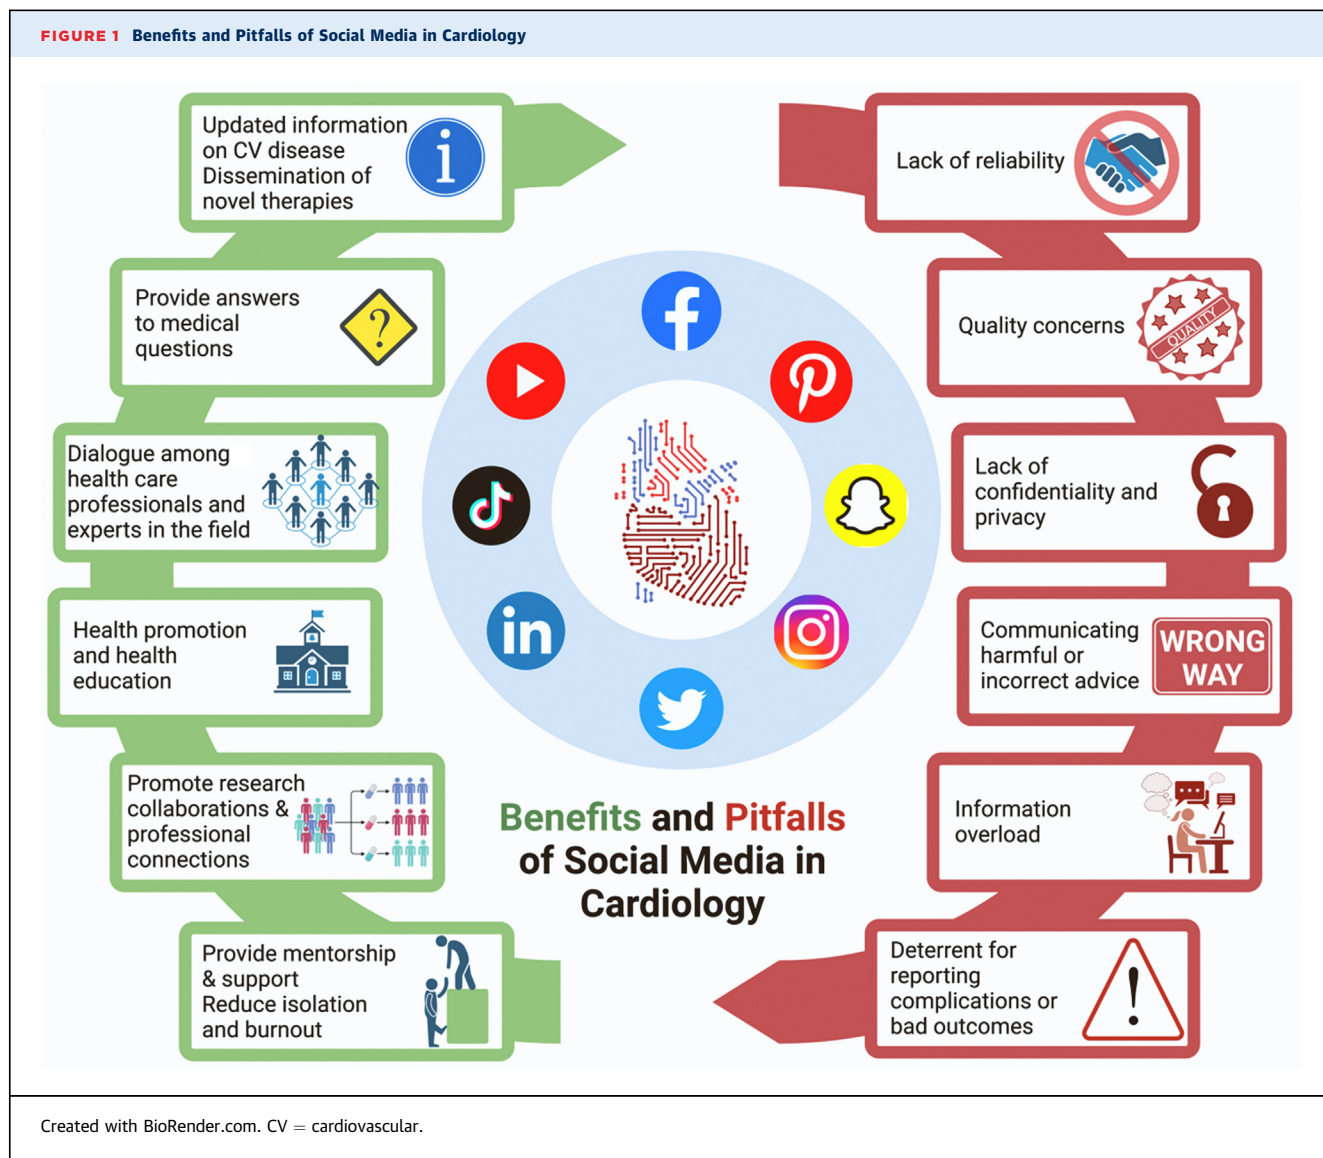 FIGURE 1 Benefits and Pitfalls of Social Media in Cardiology
Updated information
on CV disease
Dissemination of
novel therapies
i
Provide answers
to medical
questions
?
Dialogue among
health care
professionals and
experts in the field
Health promotion
and health
education
Promote research
collaborations &
professional
connections
Provide mentorship
& support
Reduce isolation
and burnout
in
Benefits and Pitfalls
of Social Media in
Cardiology
Lack of reliability
Quality concerns
QUALITY
Lack of
confidentiality and
privacy
Communicating
harmful or
incorrect advice
WRONG
WAY
Information
overload
Deterrent for
reporting
complications or
bad outcomes
!
Created with BioRender.com. CV = cardiovascular.